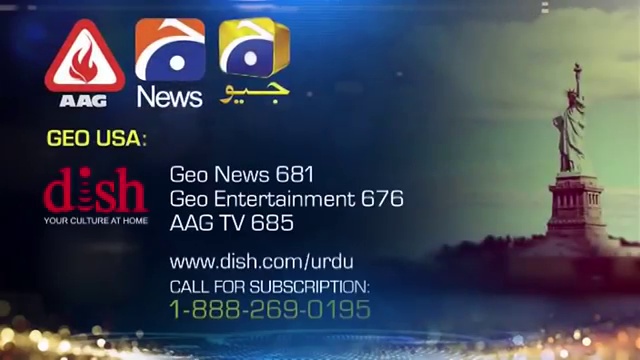 AAG
News
جیو
GEO USA:
dish
YOUR CULTURE AT HOME
Geo News 681
Geo Entertainment 676
AAG TV 685
www.dish.com/urdu
CALL FOR SUBSCRIPTION:
1-888-269-0195